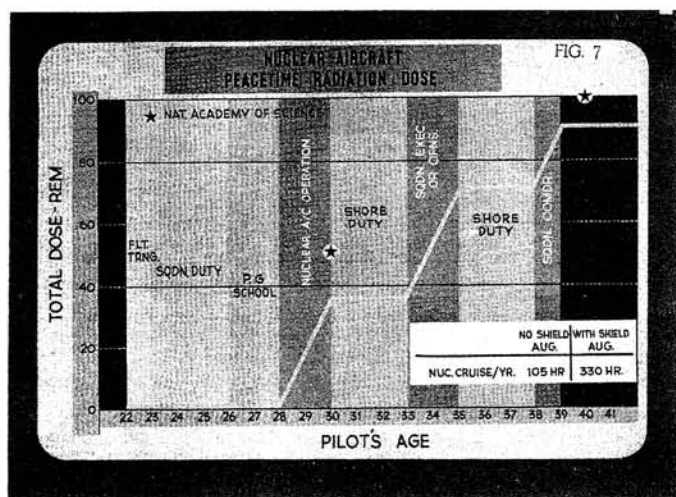 FIG. 7
NUCLEAR AIRCRAFT
PEACETIME RADIATION DOSE
TOTAL DOSE - REM
100
80
60
40
20
0
★ NAT. ACADEMY OF SCIENCE
FLT.
TRNG.
SQDN. DUTY
P.G.
SCHOOL
NUCLEAR A/C OPERATION
SHORE
DUTY
SQDN. EXEC.
OR OPNS.
SHORE
DUTY
SQDN. COMDR.
NO SHIELD WITH SHIELD
AUG. AUG.
NUC. CRUISE/YR. 105 HR 330 HR.
22 23 24 25 26 27 28 29 30 31 32 33 34 35 36 37 38 39 40 41
PILOT'S AGE